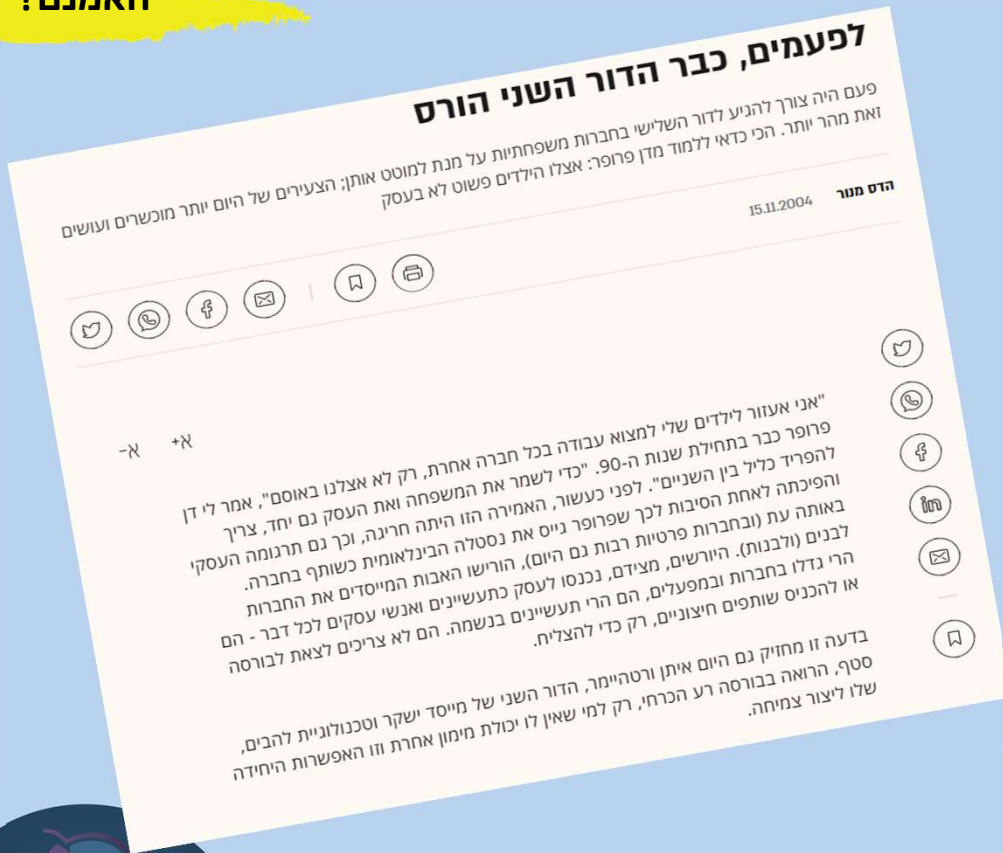 האמנם?
לפעמים, כבר הדור השני הורס
פעם היה צורך להגיע לדור השלישי בחברות משפחתיות על מנת למוטט אותן; הצעירים של היום יותר מוכשרים ועושים
זאת מהר יותר. הכי כדאי ללמוד מדן פרופר: אצלו הילדים פשוט לא בעסק
הדס מנור 15.11.2004
א+ א-
"אני אעזור לילדים שלי למצוא עבודה בכל חברה אחרת, רק לא אצלנו באוסם", אמר לי דן
פרופר כבר בתחילת שנות ה-90. "כדי לשמר את המשפחה ואת העסק גם יחד, צריך
להפריד כליל בין השניים". לפני כעשור, האמירה הזו היתה חריגה, וכך גם תרגומה העסקי
והפיכתה לאחת הסיבות לכך שפרופר גייס את נסטלה הבינלאומית כשותף בחברה.
באותה עת (ובחברות פרטיות רבות גם היום), הורישו האבות המייסדים את החברות
לבנים (ולבנות). היורשים, מצידם, נכנסו לעסק כתעשיינים ואנשי עסקים לכל דבר - הם
הרי גדלו בחברות ובמפעלים, הם הרי תעשיינים בנשמה. הם לא צריכים לצאת לבורסה
או להכניס שותפים חיצוניים, רק כדי להצליח.
בדעה זו מחזיק גם היום איתן ורטהיימר, הדור השני של מייסד ישקר וטכנולוגיית להבים,
סטף, הרואה בבורסה רע הכרחי, רק למי שאין לו יכולת מימון אחרת וזו האפשרות היחידה
שלו ליצור צמיחה.